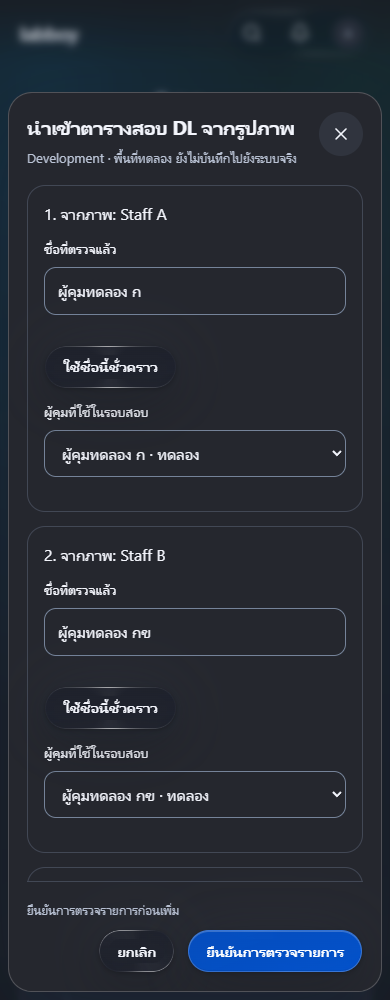 นำเข้าตารางสอบ DL จากรูปภาพ
Development · พื้นที่ทดลอง ยังไม่บันทึกไปยังระบบจริง
1. จากภาพ: Staff A
ชื่อที่ตรวจแล้ว
ผู้คุมทดลอง ก
ใช้ชื่อนี้ชั่วคราว
ผู้คุมที่ใช้ในรอบสอบ
ผู้คุมทดลอง ก · ทดลอง
2. จากภาพ: Staff B
ชื่อที่ตรวจแล้ว
ผู้คุมทดลอง กข
ใช้ชื่อนี้ชั่วคราว
ผู้คุมที่ใช้ในรอบสอบ
ผู้คุมทดลอง กข · ทดลอง
ยืนยันการตรวจรายการก่อนเพิ่ม
ยกเลิก
ยืนยันการตรวจรายการ